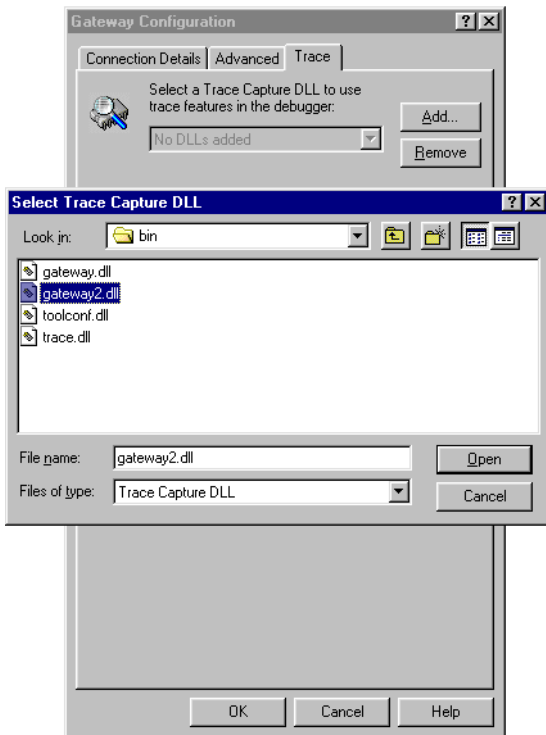 Gateway Configuration
Connection Details
Advanced
Trace
Select a Trace Capture DLL to use
trace features in the debugger:
Add...
No DLLs added
Remove
Select Trace Capture DLL
Look in:
bin
gateway.dll
gateway2.dll
toolconf.dll
trace.dll
File name:
gateway2.dll
Open
Files of type:
Trace Capture DLL
Cancel
OK
Cancel
Help